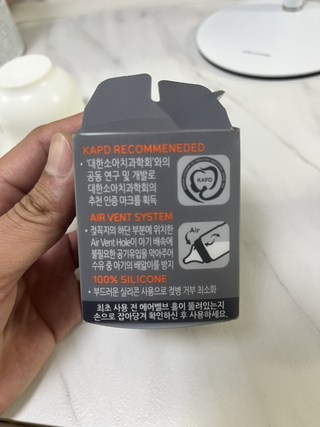 KAPD RECOMMENEDED
• '대한소아치과학회'와의
공동 연구 및 개발로
대한소아치과학회의
추천 인증 마크를 획득
KAPD
AIR VENT SYSTEM
• 젖꼭지의 하단 부분에 위치한
Air Vent Hole이 아기 배속에
불필요한 공기유입을 막아주어
수유 중 아기의 배앓이를 방지
Air
100% SILICONE
• 부드러운 실리콘 사용으로 젖병 거부 최소화
최초 사용 전 에어벨브 홀이 뚫려있는지
손으로 잡아당겨 확인하신 후 사용하세요.